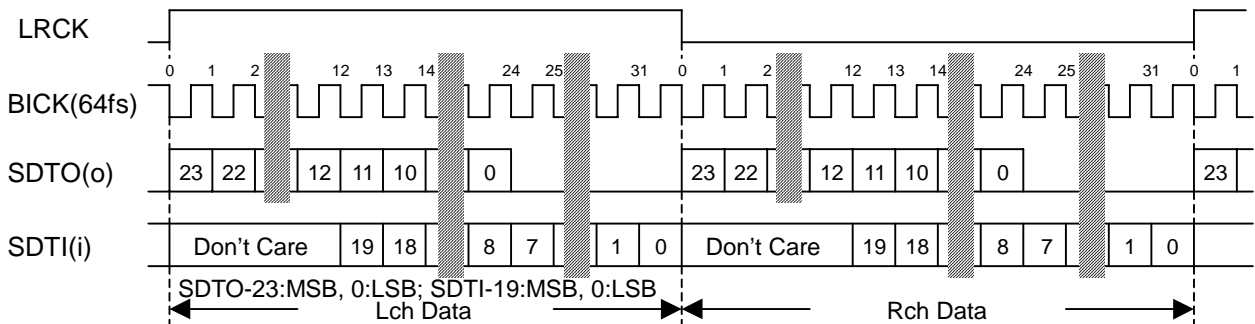 LRCK
0 1 2 12 13 14 24 25 31 0 1 2 12 13 14 24 25 31 0 1
BICK(64fs)
SDTO(o) 23 22 12 11 10 0 23 22 12 11 10 0 23
SDTI(i) Don't Care 19 18 8 7 1 0 Don't Care 19 18 8 7 1 0
SDTO-23:MSB, 0:LSB; SDTI-19:MSB, 0:LSB
Lch Data Rch Data